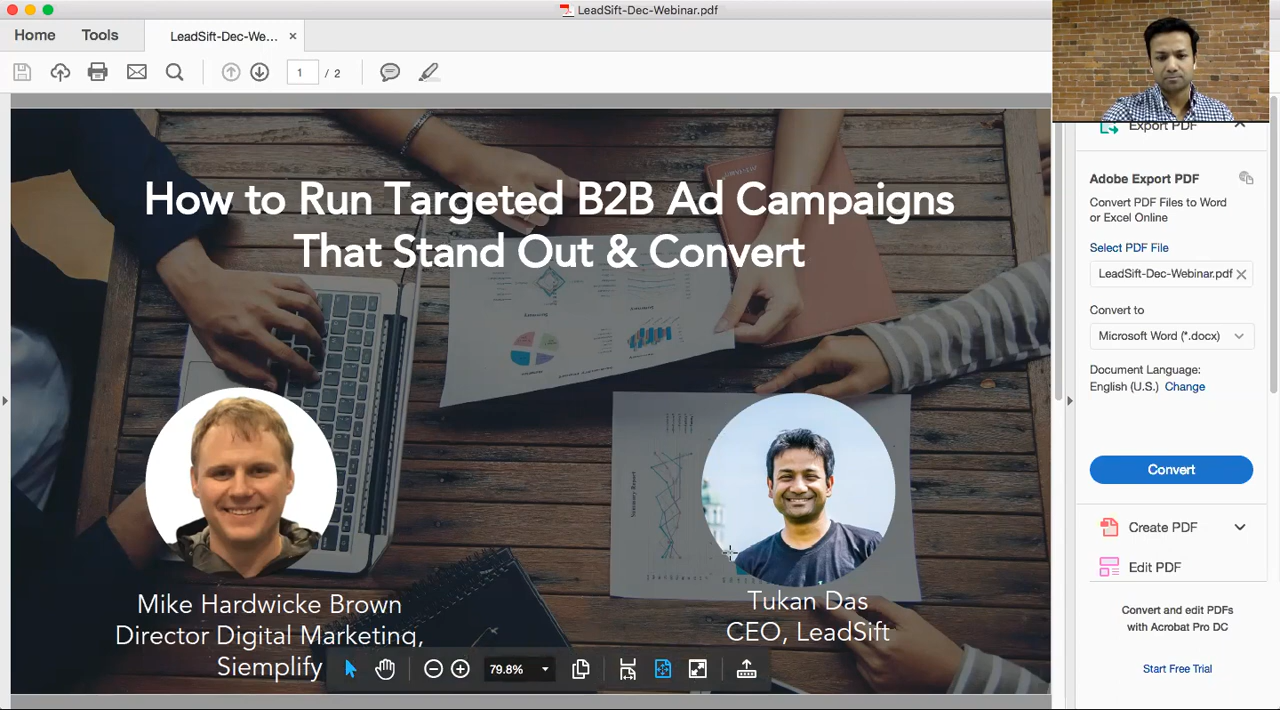 LeadSift-Dec-Webinar.pdf
Home
Tools
LeadSift-Dec-We...
1
/ 2
Export PDF
How to Run Targeted B2B Ad Campaigns
That Stand Out & Convert
Adobe Export PDF
Convert PDF Files to Word
or Excel Online
Select PDF File
LeadSift-Dec-Webinar.pdf
Convert to
Microsoft Word (*.docx)
Document Language:
English (U.S.) Change
Convert
Create PDF
Edit PDF
Convert and edit PDFs
with Acrobat Pro DC
Start Free Trial
Mike Hardwicke Brown
Director Digital Marketing,
Siemplify
Tukan Das
CEO, LeadSift
79.8%